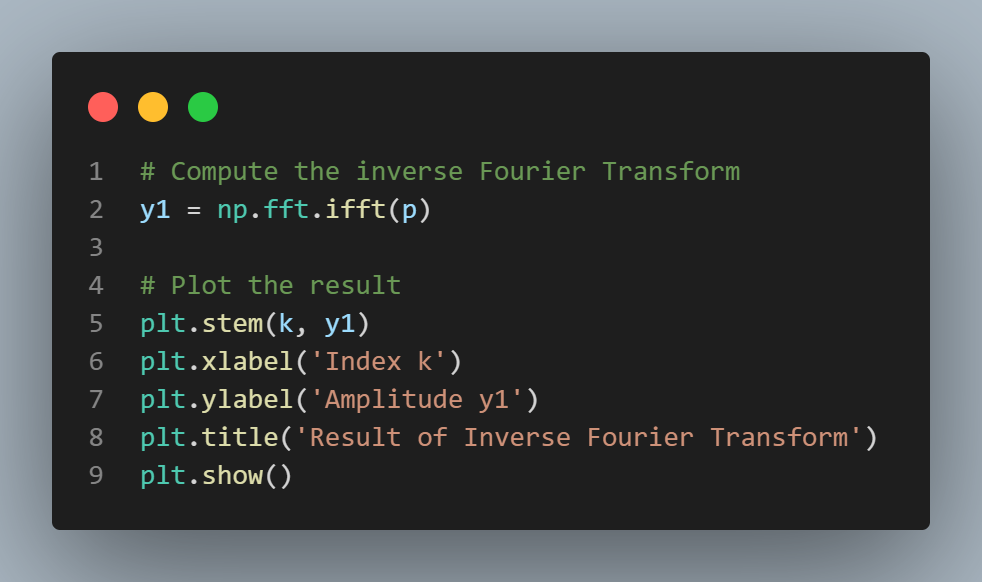 1 # Compute the inverse Fourier Transform
2 y1 = np.fft.ifft(p)
3
4 # Plot the result
5 plt.stem(k, y1)
6 plt.xlabel('Index k')
7 plt.ylabel('Amplitude y1')
8 plt.title('Result of Inverse Fourier Transform')
9 plt.show()